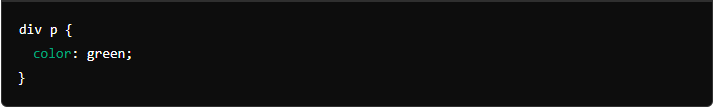 div p {
  color: green;
}